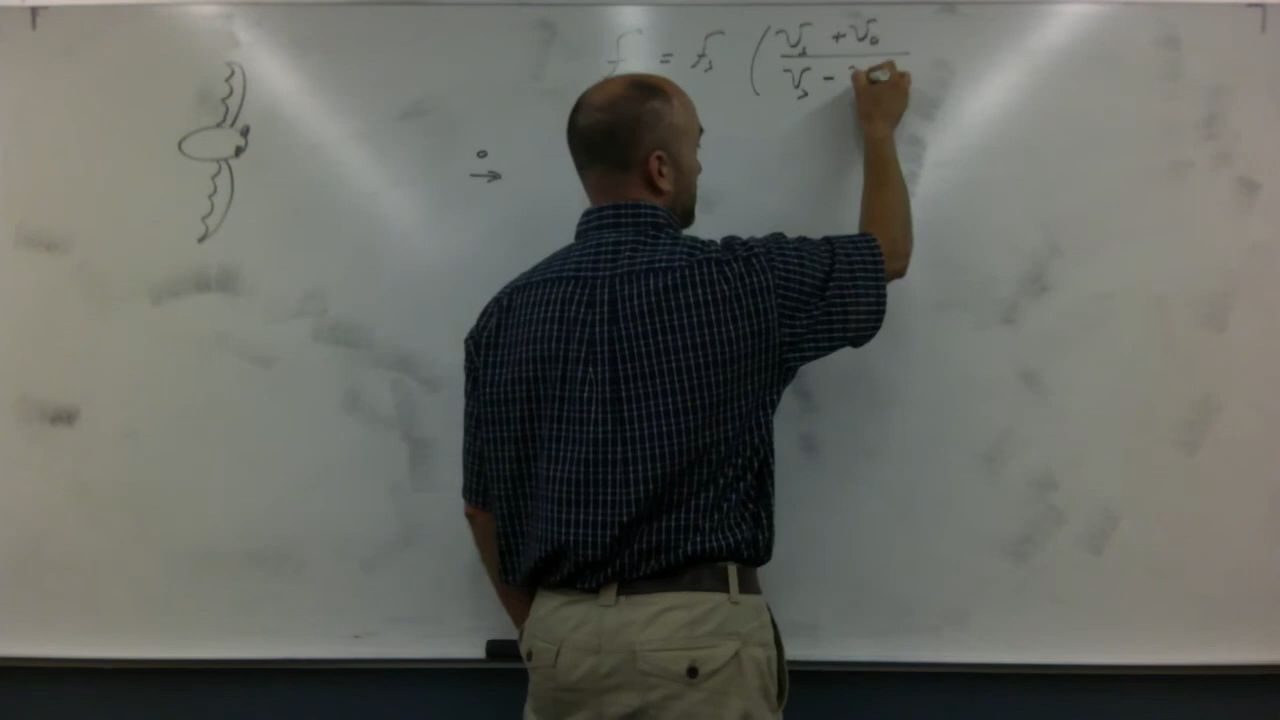 f = f_s ( (v_s + v_o) / (v_s -
o
→